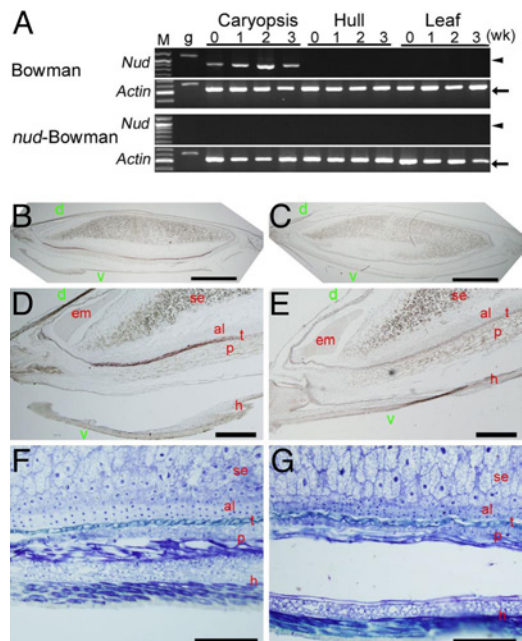 A
Caryopsis Hull Leaf
M g 0 1 2 3 0 1 2 3 0 1 2 3 (wk)
Bowman Nud
Actin
nud-Bowman Nud
Actin
B d v
C
D d se em al t p h v
E se em al t p h v
F se al t p h
G se al t p h